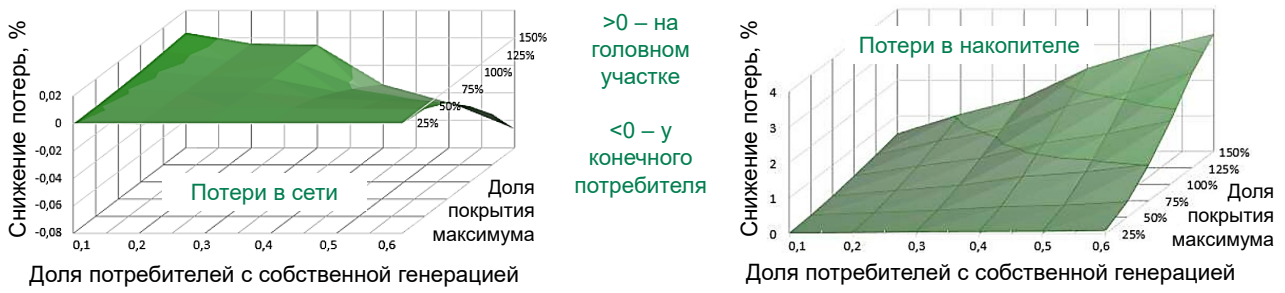 Снижение потерь, %
0,02
0
-0,02
-0,04
-0,06
-0,08
0,1
0,2
0,3
0,4
0,5
0,6
150%
125%
100%
75%
50%
25%
Потери в сети
Доля
покрытия
максимума
Доля потребителей с собственной генерацией
>0 – на
головном
участке
<0 – у
конечного
потребителя
Снижение потерь, %
4
3
2
1
0
0,1
0,2
0,3
0,4
0,5
0,6
150%
125%
100%
75%
50%
25%
Потери в накопителе
Доля
покрытия
максимума
Доля потребителей с собственной генерацией